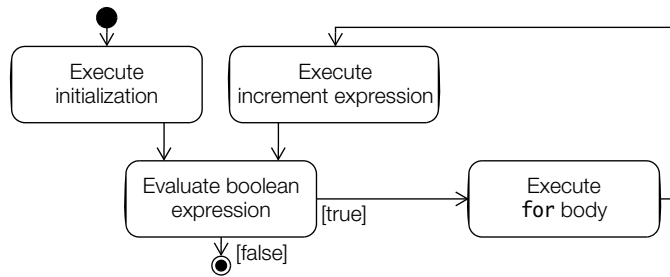 Execute
initialization
Execute
increment expression
Evaluate boolean
expression
[true]
Execute
for body
[false]